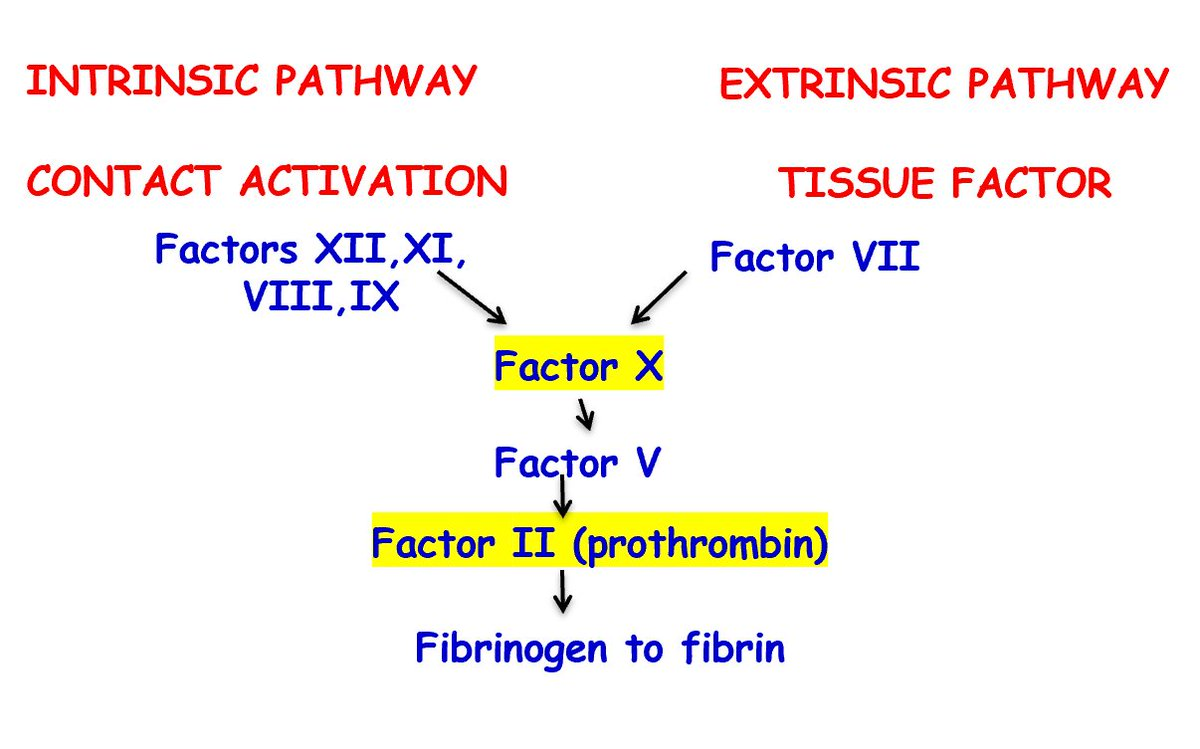 INTRINSIC PATHWAY
EXTRINSIC PATHWAY
CONTACT ACTIVATION
TISSUE FACTOR
Factors XII,XI,
VIII,IX
Factor VII
Factor X
Factor V
Factor II (prothrombin)
Fibrinogen to fibrin